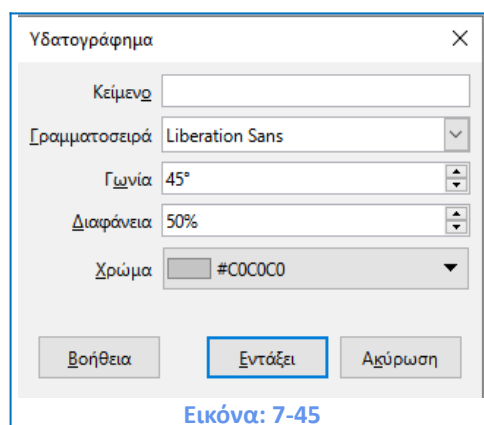 Υδατογράφημα
Κείμενο
Γραμματοσειρά Liberation Sans
Γωνία 45°
Διαφάνεια 50%
Χρώμα #C0C0C0
Βοήθεια Εντάξει Ακύρωση
Εικόνα: 7-45